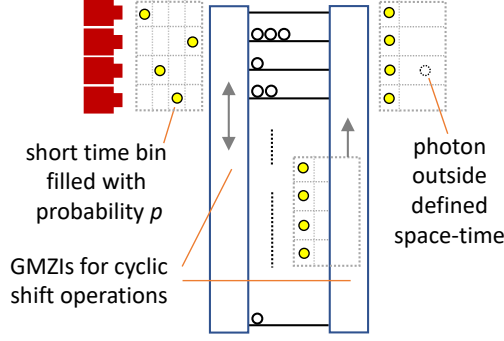 short time bin
filled with
probability p
GMZIs for cyclic
shift operations
photon
outside
defined
space-time